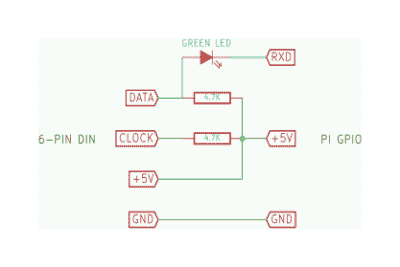 GREEN LED
RXD
DATA
4.7K
6-PIN DIN
CLOCK
4.7K
+5V
PI GPIO
+5V
GND
GND